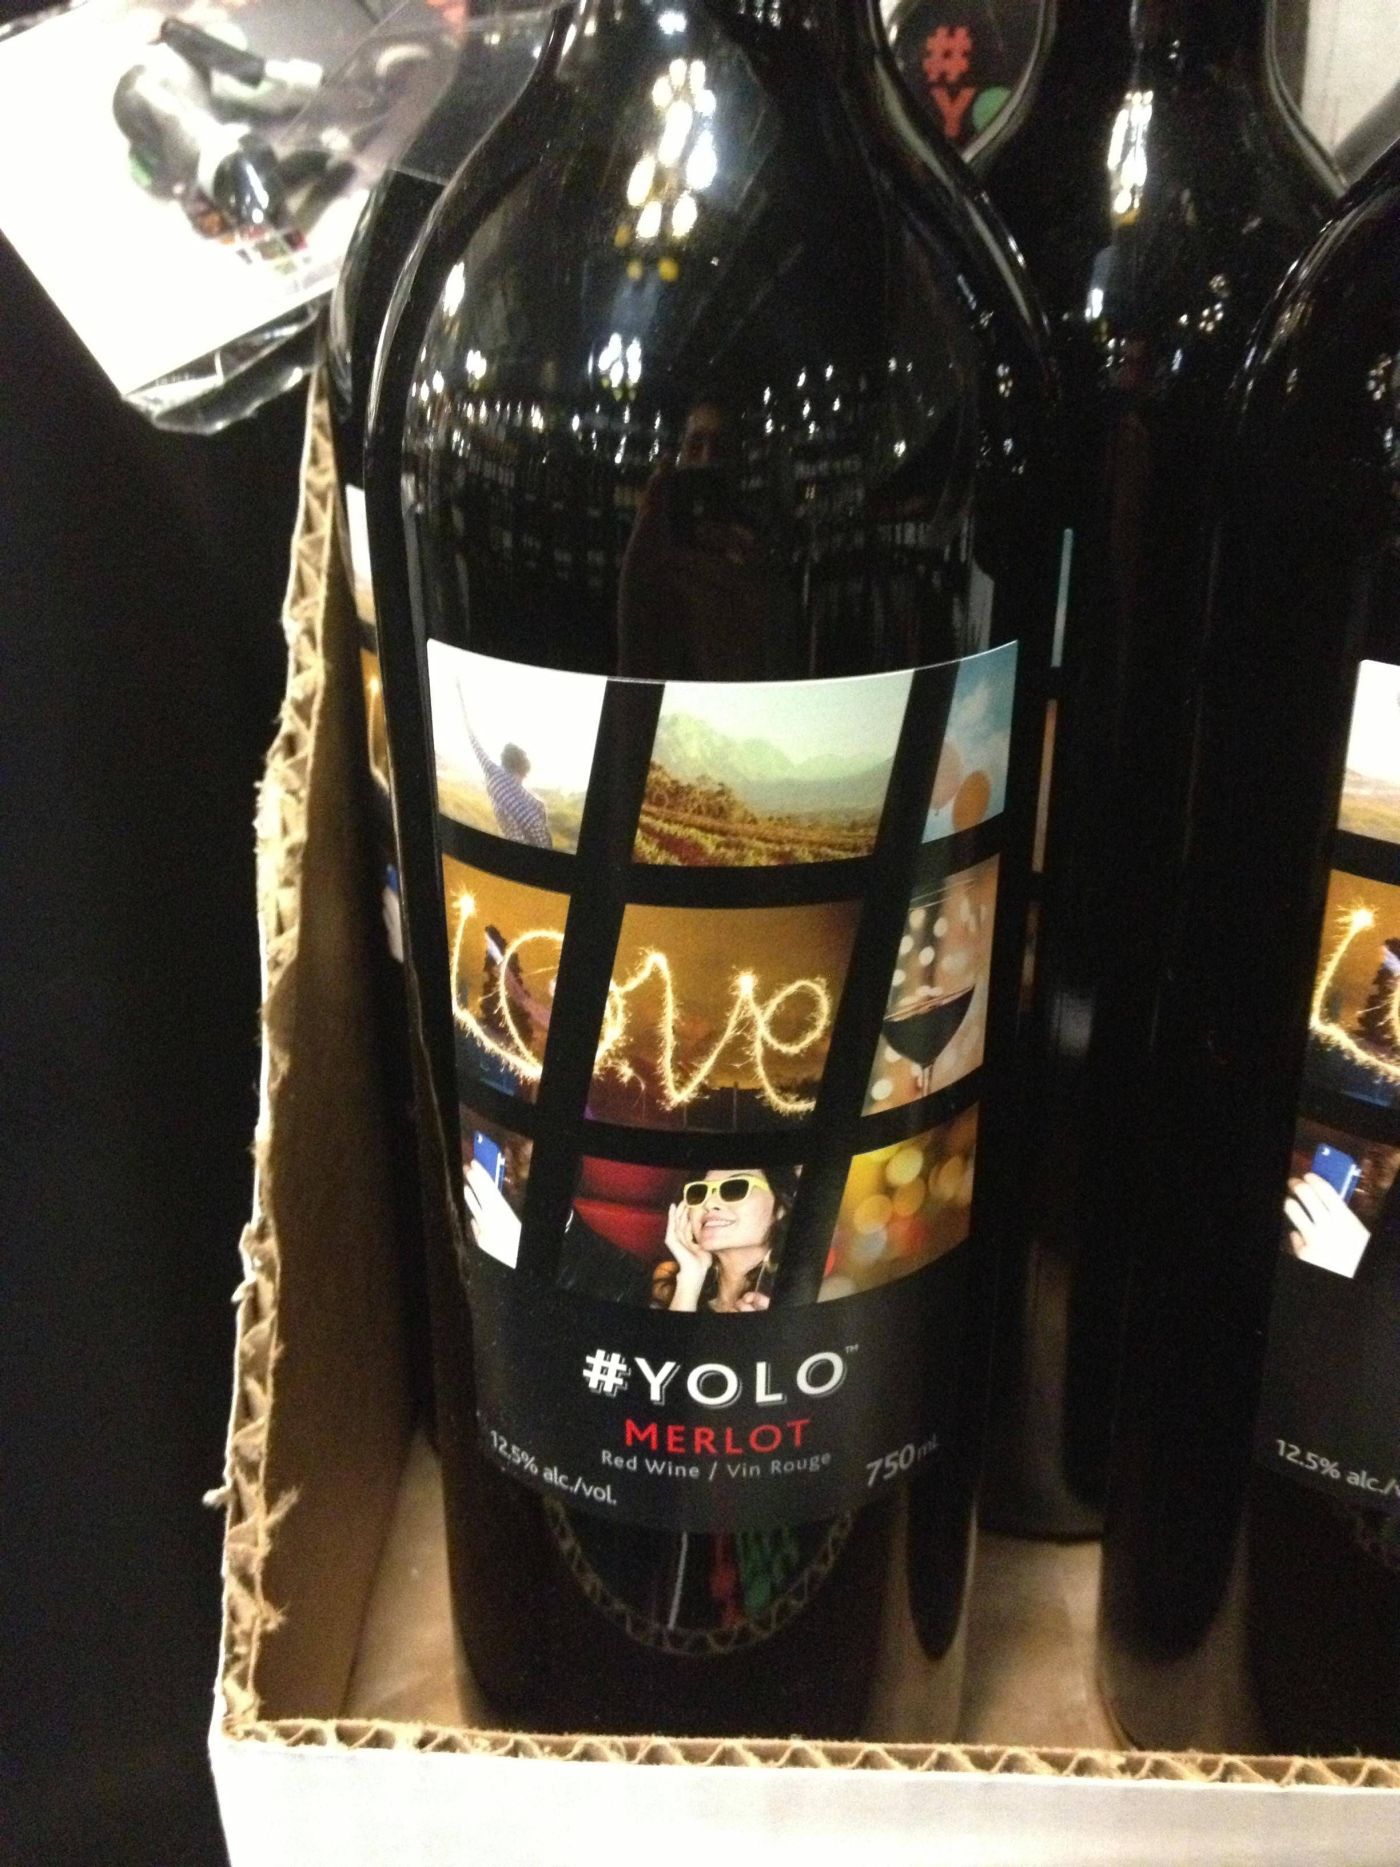 #
Y
Love
#YOLO™
MERLOT
Red Wine / Vin Rouge
12,5% alc./vol.
750 mL
12.5% alc./